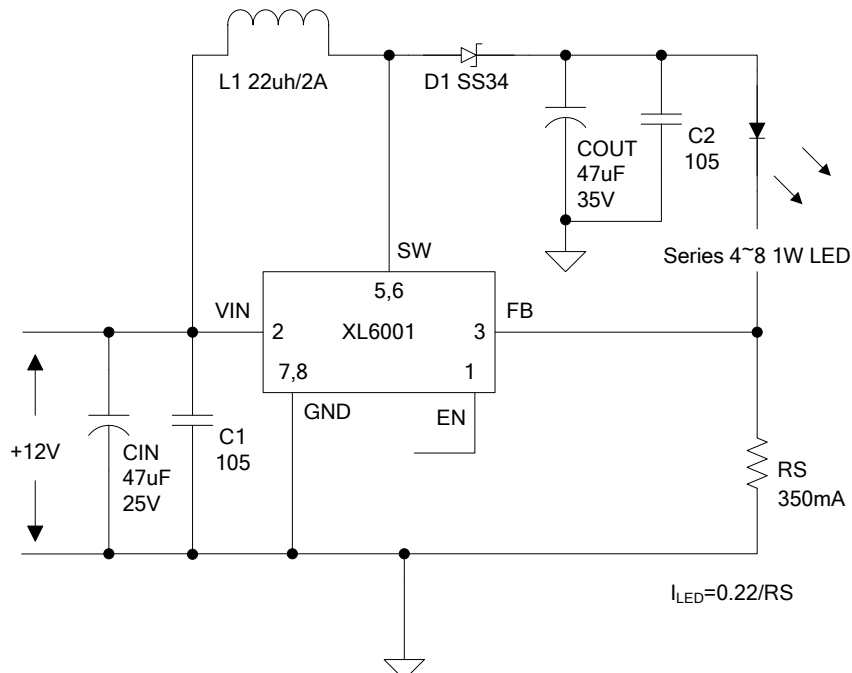 L1 22uh/2A
D1 SS34
COUT
47uF
35V
C2
105
SW
Series 4~8 1W LED
5,6
VIN
FB
2
XL6001
3
7,8
1
GND
EN
+12V
CIN
47uF
25V
C1
105
RS
350mA
I_LED=0.22/RS